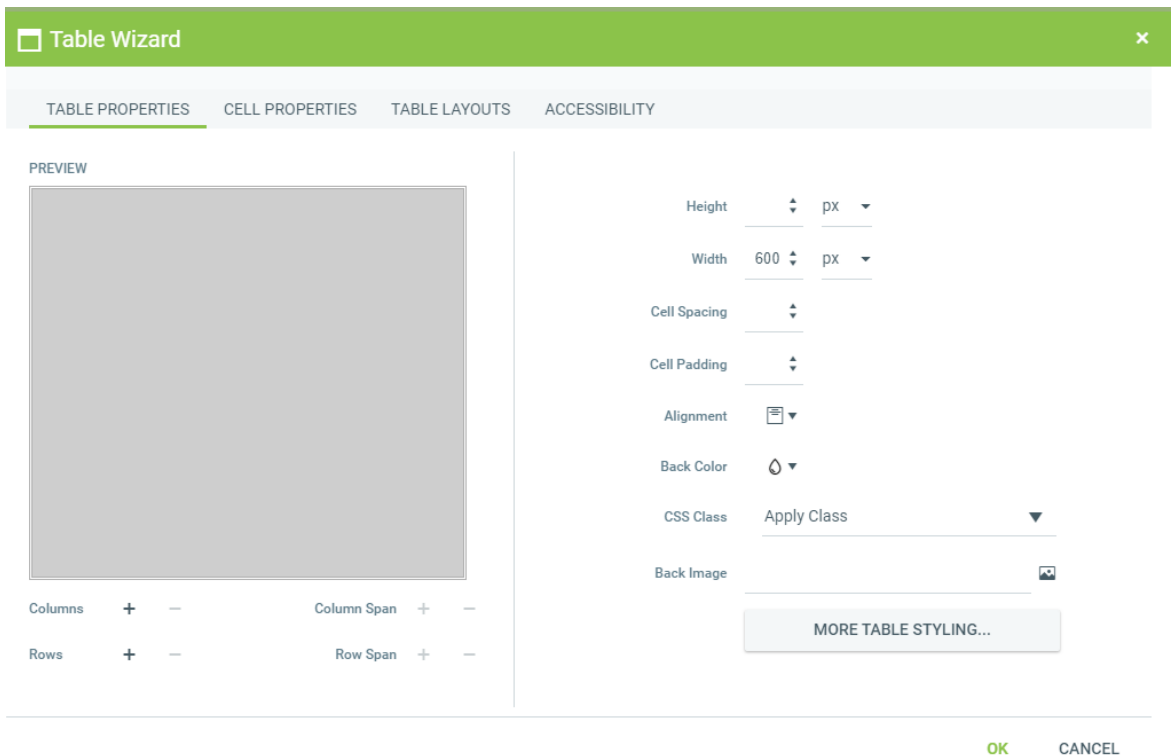 Table Wizard
TABLE PROPERTIES CELL PROPERTIES TABLE LAYOUTS ACCESSIBILITY
PREVIEW
Height px
Width 600 px
Cell Spacing
Cell Padding
Alignment
Back Color
CSS Class Apply Class
Back Image
MORE TABLE STYLING...
Columns + − Column Span + −
Rows + − Row Span + −
OK CANCEL